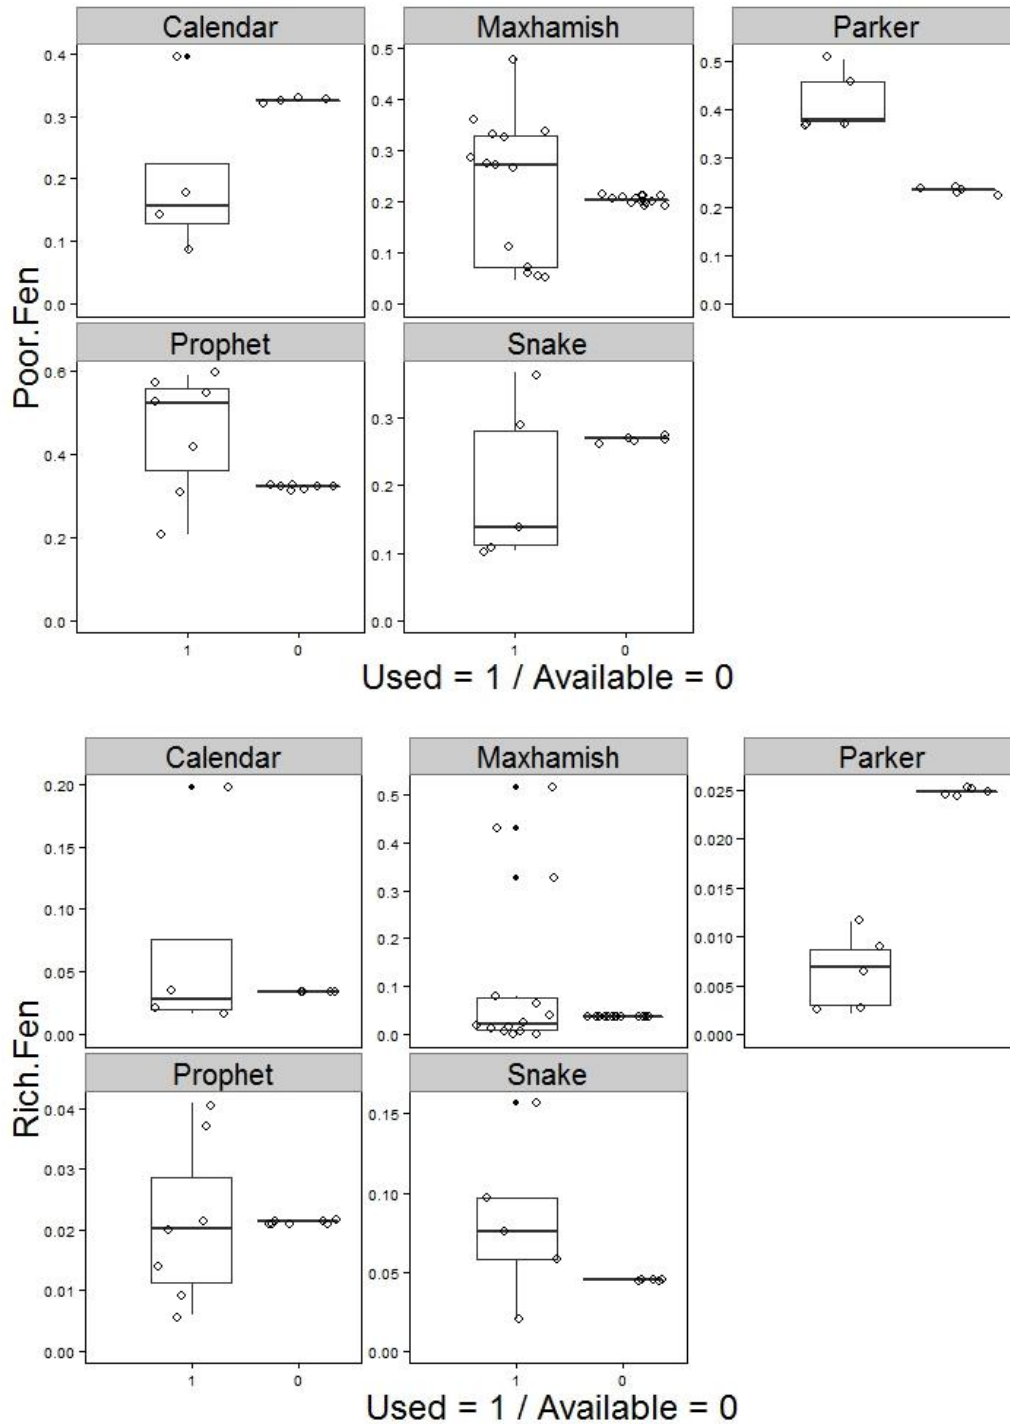 Calendar Maxhamish Parker
0.4 0.3 0.2 0.1 0.0
0.5 0.4 0.3 0.2 0.1 0.0
0.5 0.4 0.3 0.2 0.1 0.0
Poor.Fen
Prophet Snake
0.6 0.4 0.2 0.0
0.3 0.2 0.1 0.0
1 0 1 0
Used = 1 / Available = 0
Calendar Maxhamish Parker
0.20 0.15 0.10 0.05 0.00
0.5 0.4 0.3 0.2 0.1 0.0
0.025 0.020 0.015 0.010 0.005 0.000
Rich.Fen
Prophet Snake
0.04 0.03 0.02 0.01 0.00
0.15 0.10 0.05 0.00
1 0 1 0
Used = 1 / Available = 0